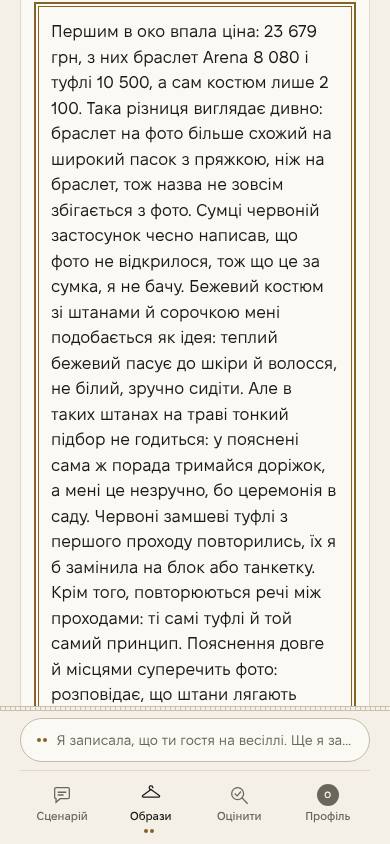 Першим в око впала ціна: 23 679
грн, з них браслет Arena 8 080 і
туфлі 10 500, а сам костюм лише 2
100. Така різниця виглядає дивно:
браслет на фото більше схожий на
широкий пасок з пряжкою, ніж на
браслет, тож назва не зовсім
збігається з фото. Сумці червоній
застосунок чесно написав, що
фото не відкрилося, тож що це за
сумка, я не бачу. Бежевий костюм
зі штанами й сорочкою мені
подобається як ідея: теплий
бежевий пасує до шкіри й волосся,
не білий, зручно сидіти. Але в
таких штанах на траві тонкий
підбор не годиться: у поясненні
сама ж порада тримайся доріжок,
а мені це незручно, бо церемонія в
саду. Червоні замшеві туфлі з
першого проходу повторились, їх я
б замінила на блок або танкетку.
Крім того, повторюються речі між
проходами: ті самі туфлі й той
самий принцип. Пояснення довге
й місцями суперечить фото:
розповідає, що штани лягають
Я записала, що ти гостя на весіллі. Ще я за...
Сценарій
Образи
Оцінити
О
Профіль